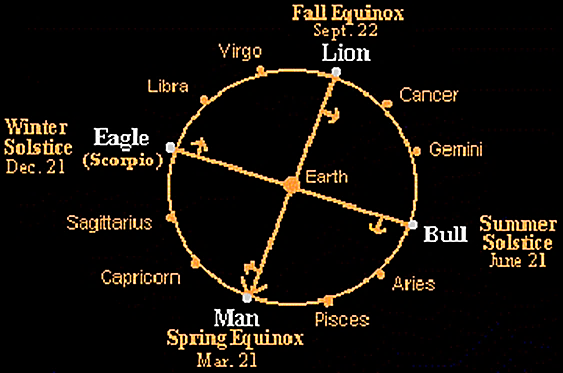 Fall Equinox
Sept. 22
Lion
Virgo
Libra
Cancer
Winter
Solstice
Dec. 21
Eagle
(Scorpio)
Gemini
Earth
Sagittarius
Bull
Summer
Solstice
June 21
Capricorn
Aries
Man
Pisces
Spring Equinox
Mar. 21